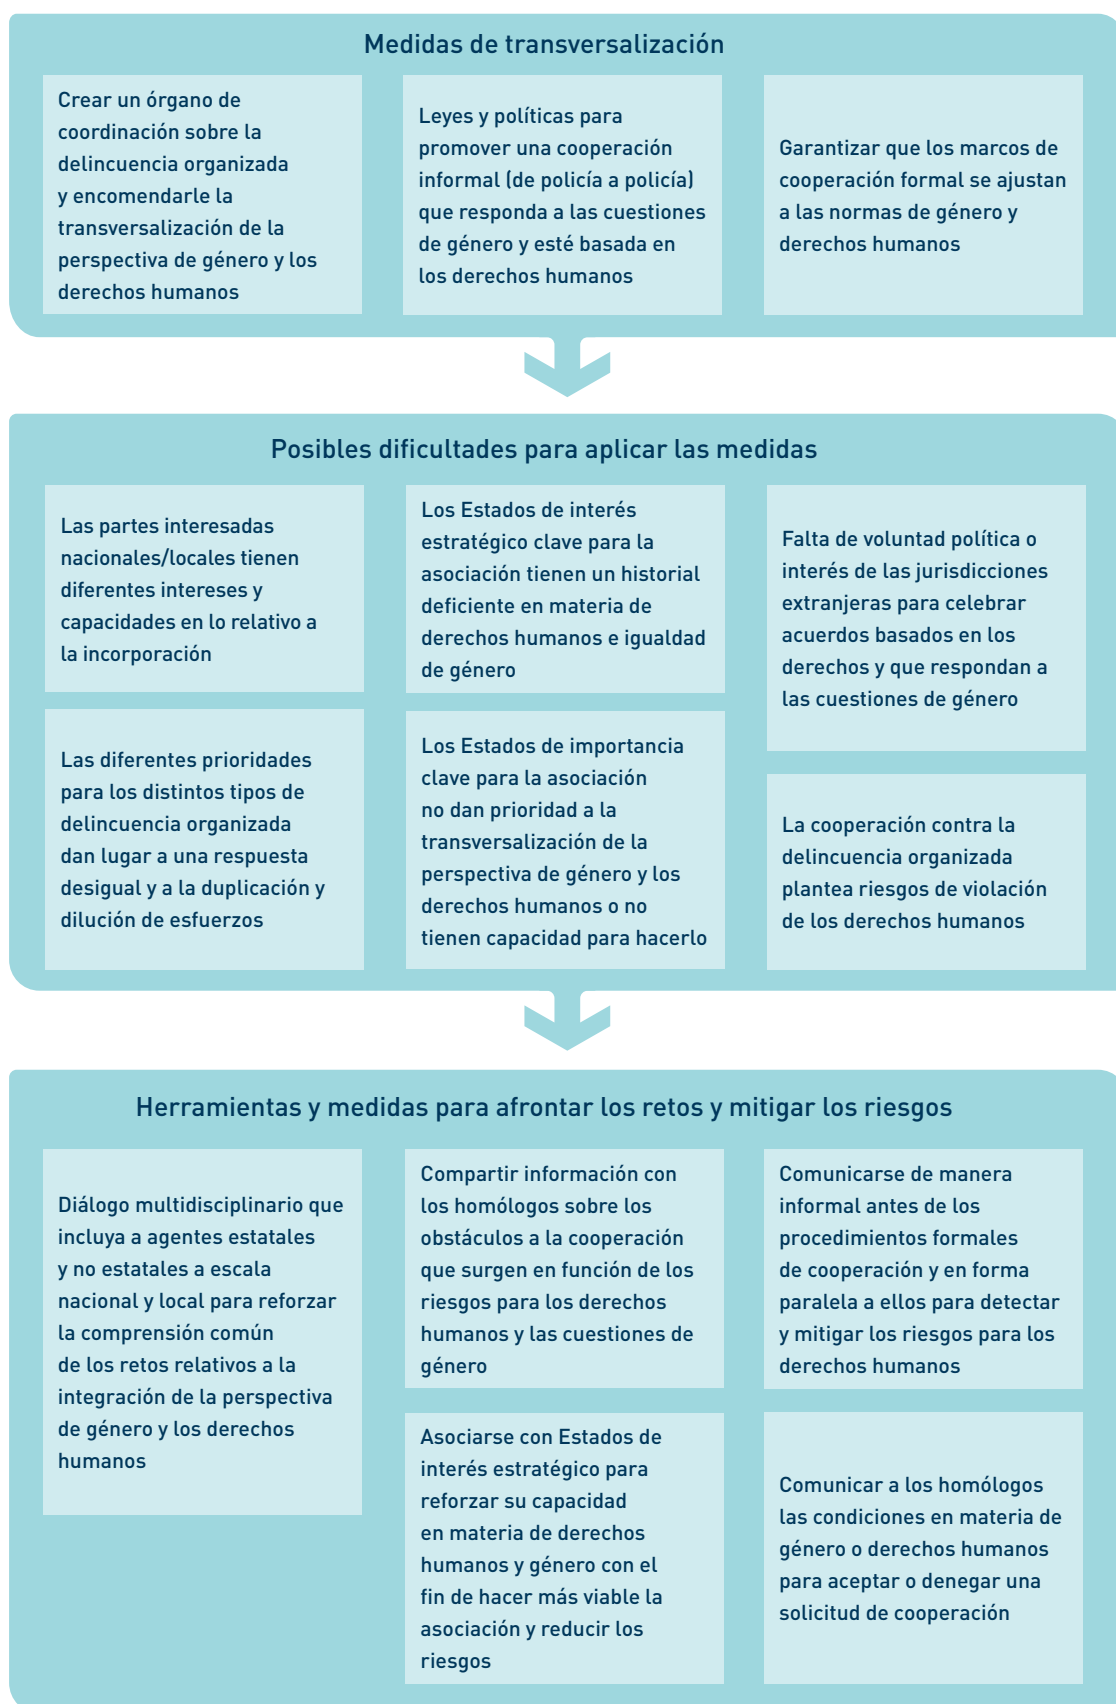 Medidas de transversalización
Crear un órgano de
coordinación sobre la
delincuencia organizada
y encomendarle la
transversalización de la
perspectiva de género y los
derechos humanos
Leyes y políticas para
promover una cooperación
informal (de policía a policía)
que responda a las cuestiones
de género y esté basada en
los derechos humanos
Garantizar que los marcos de
cooperación formal se ajustan
a las normas de género y
derechos humanos
Posibles dificultades para aplicar las medidas
Las partes interesadas
nacionales/locales tienen
diferentes intereses y
capacidades en lo relativo a
la incorporación
Las diferentes prioridades
para los distintos tipos de
delincuencia organizada
dan lugar a una respuesta
desigual y a la duplicación y
dilución de esfuerzos
Los Estados de interés
estratégico clave para la
asociación tienen un historial
deficiente en materia de
derechos humanos e igualdad
de género
Los Estados de importancia
clave para la asociación
no dan prioridad a la
transversalización de la
perspectiva de género y los
derechos humanos o no
tienen capacidad para hacerlo
Falta de voluntad política o
interés de las jurisdicciones
extranjeras para celebrar
acuerdos basados en los
derechos y que respondan a
las cuestiones de género
La cooperación contra la
delincuencia organizada
plantea riesgos de violación
de los derechos humanos
Herramientas y medidas para afrontar los retos y mitigar los riesgos
Diálogo multidisciplinario que
incluya a agentes estatales
y no estatales a escala
nacional y local para reforzar
la comprensión común
de los retos relativos a la
integración de la perspectiva
de género y los derechos
humanos
Compartir información con
los homólogos sobre los
obstáculos a la cooperación
que surgen en función de los
riesgos para los derechos
humanos y las cuestiones de
género
Asociarse con Estados de
interés estratégico para
reforzar su capacidad
en materia de derechos
humanos y género con el
fin de hacer más viable la
asociación y reducir los
riesgos
Comunicarse de manera
informal antes de los
procedimientos formales
de cooperación y en forma
paralela a ellos para detectar
y mitigar los riesgos para los
derechos humanos
Comunicar a los homólogos
las condiciones en materia de
género o derechos humanos
para aceptar o denegar una
solicitud de cooperación